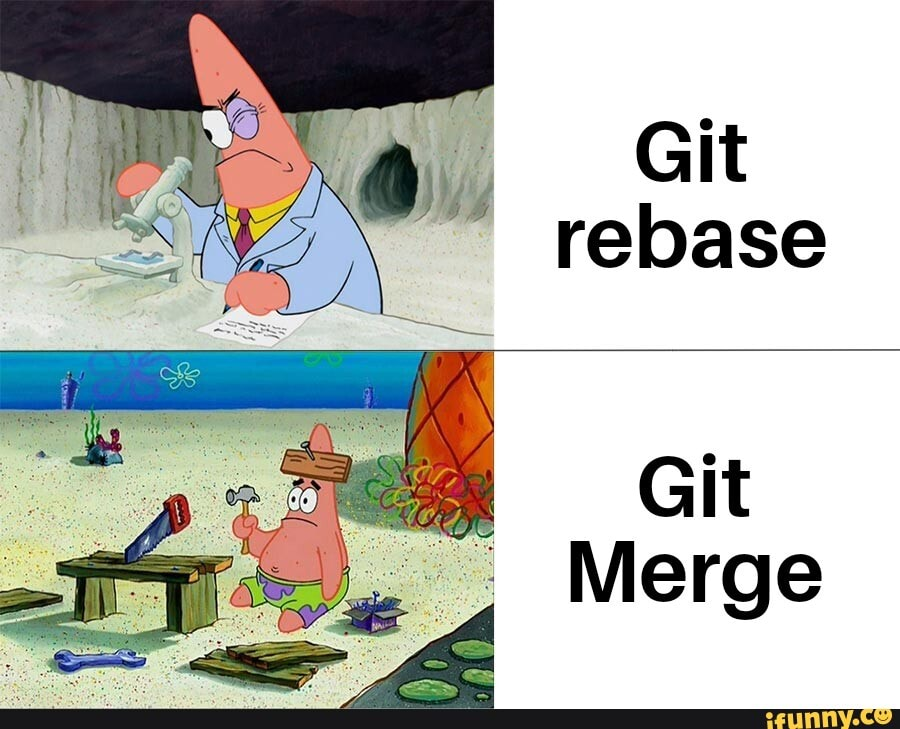 Git
rebase
Git
Merge
ifunny.co